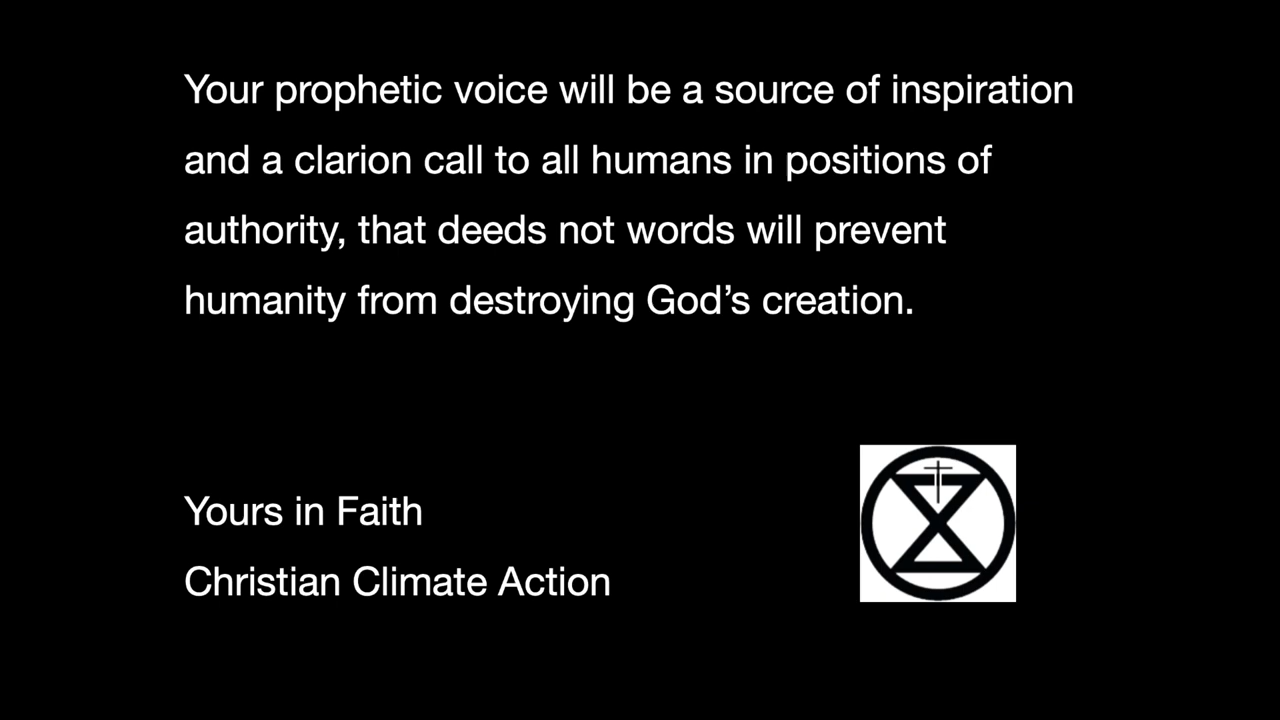 Your prophetic voice will be a source of inspiration
and a clarion call to all humans in positions of
authority, that deeds not words will prevent
humanity from destroying God’s creation.
Yours in Faith
Christian Climate Action